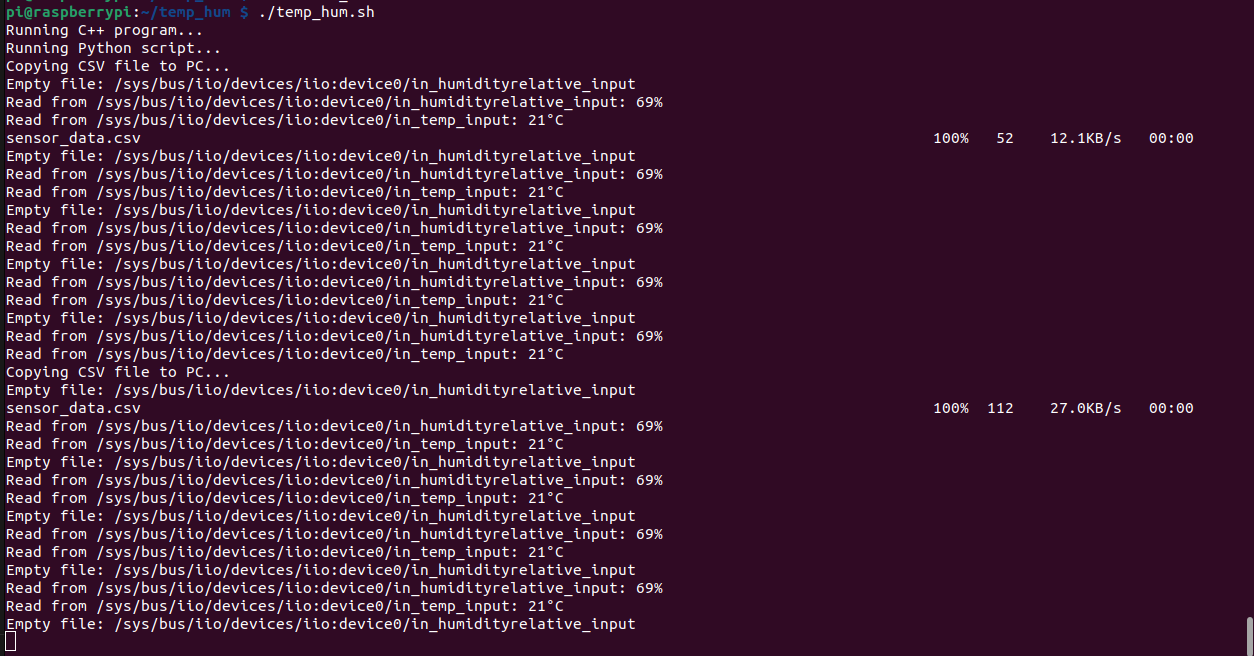 pi@raspberrypi:~/temp_hum $ ./temp_hum.sh
Running C++ program...
Running Python script...
Copying CSV file to PC...
Empty file: /sys/bus/iio/devices/iio:device0/in_humidityrelative_input
Read from /sys/bus/iio/devices/iio:device0/in_humidityrelative_input: 69%
Read from /sys/bus/iio/devices/iio:device0/in_temp_input: 21°C
sensor_data.csv 100% 52 12.1KB/s 00:00
Empty file: /sys/bus/iio/devices/iio:device0/in_humidityrelative_input
Read from /sys/bus/iio/devices/iio:device0/in_humidityrelative_input: 69%
Read from /sys/bus/iio/devices/iio:device0/in_temp_input: 21°C
Empty file: /sys/bus/iio/devices/iio:device0/in_humidityrelative_input
Read from /sys/bus/iio/devices/iio:device0/in_humidityrelative_input: 69%
Read from /sys/bus/iio/devices/iio:device0/in_temp_input: 21°C
Empty file: /sys/bus/iio/devices/iio:device0/in_humidityrelative_input
Read from /sys/bus/iio/devices/iio:device0/in_humidityrelative_input: 69%
Read from /sys/bus/iio/devices/iio:device0/in_temp_input: 21°C
Empty file: /sys/bus/iio/devices/iio:device0/in_humidityrelative_input
Read from /sys/bus/iio/devices/iio:device0/in_humidityrelative_input: 69%
Read from /sys/bus/iio/devices/iio:device0/in_temp_input: 21°C
Copying CSV file to PC...
Empty file: /sys/bus/iio/devices/iio:device0/in_humidityrelative_input
sensor_data.csv 100% 112 27.0KB/s 00:00
Read from /sys/bus/iio/devices/iio:device0/in_humidityrelative_input: 69%
Read from /sys/bus/iio/devices/iio:device0/in_temp_input: 21°C
Empty file: /sys/bus/iio/devices/iio:device0/in_humidityrelative_input
Read from /sys/bus/iio/devices/iio:device0/in_humidityrelative_input: 69%
Read from /sys/bus/iio/devices/iio:device0/in_temp_input: 21°C
Empty file: /sys/bus/iio/devices/iio:device0/in_humidityrelative_input
Read from /sys/bus/iio/devices/iio:device0/in_humidityrelative_input: 69%
Read from /sys/bus/iio/devices/iio:device0/in_temp_input: 21°C
Empty file: /sys/bus/iio/devices/iio:device0/in_humidityrelative_input
Read from /sys/bus/iio/devices/iio:device0/in_humidityrelative_input: 69%
Read from /sys/bus/iio/devices/iio:device0/in_temp_input: 21°C
Empty file: /sys/bus/iio/devices/iio:device0/in_humidityrelative_input